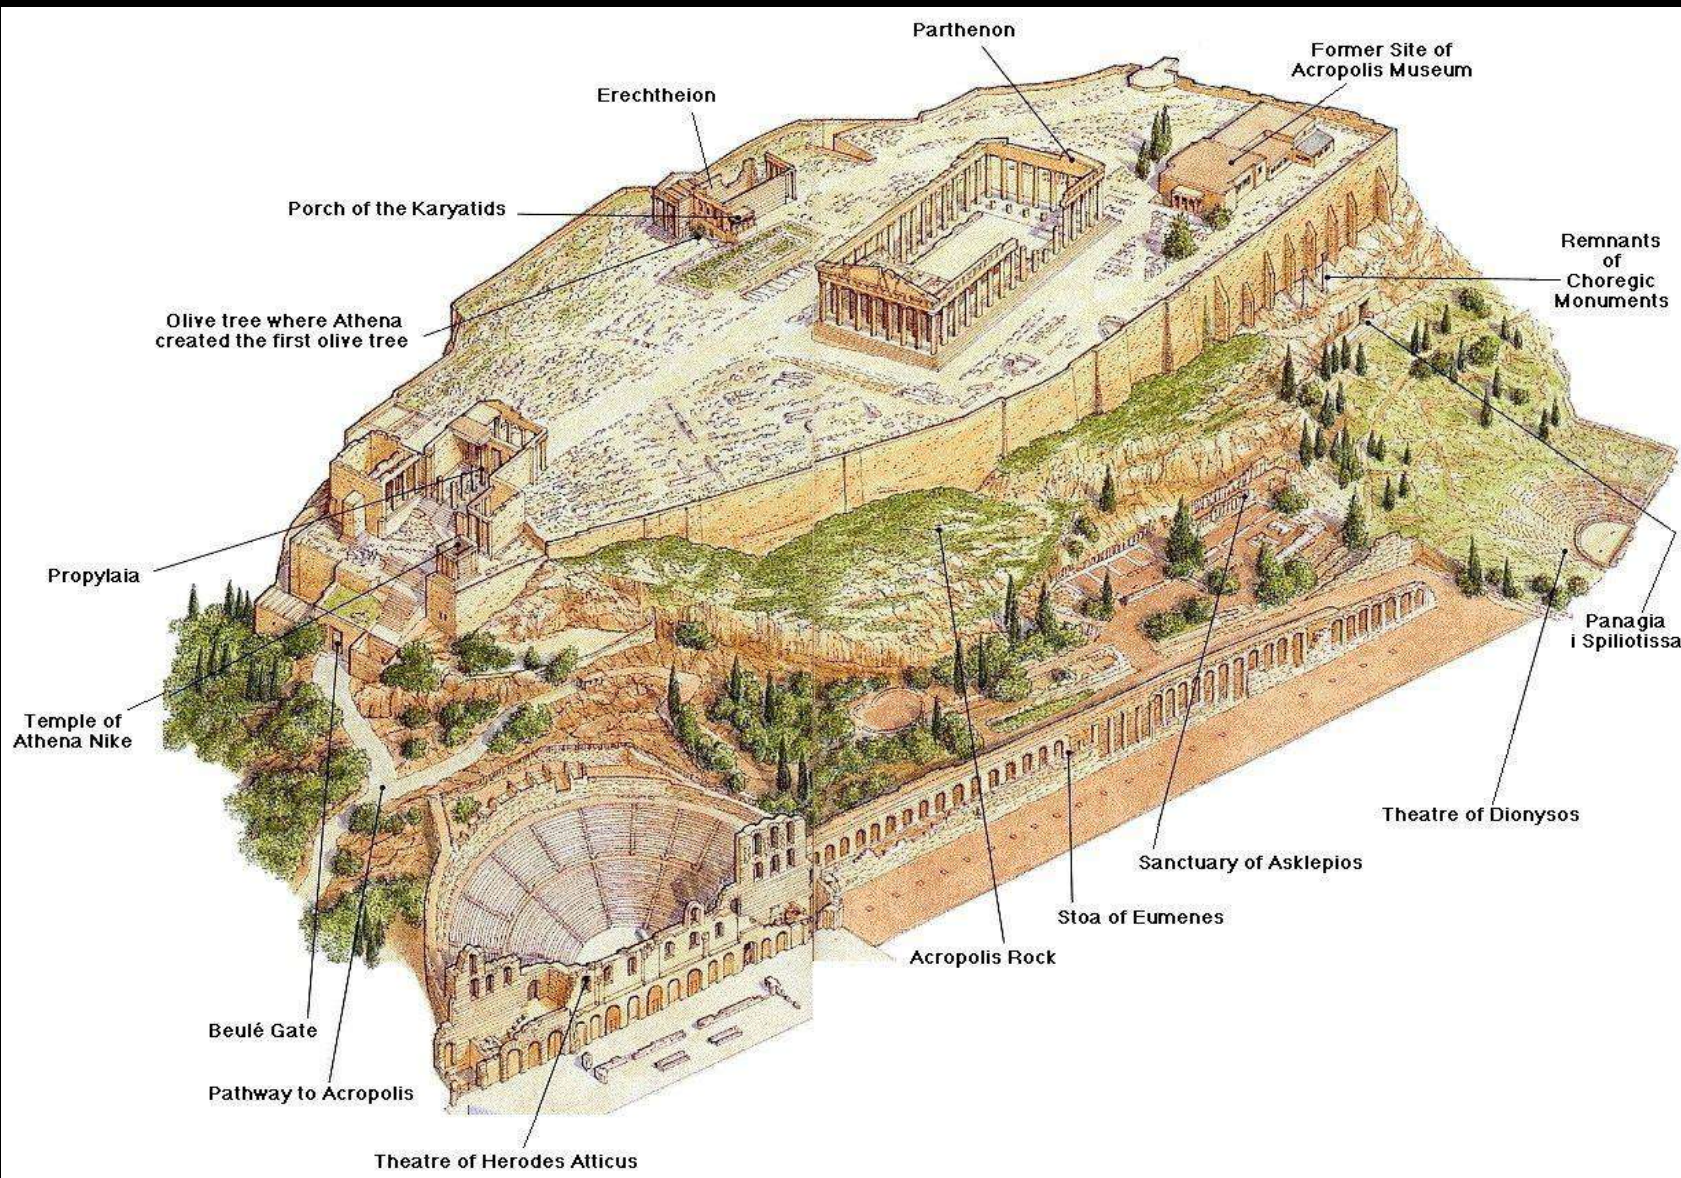 Parthenon
Former Site of
Acropolis Museum
Erechtheion
Porch of the Karyatids
Remnants
of
Choregic
Monuments
Olive tree where Athena
created the first olive tree
Propylaia
Panagia
i Spiliotissa
Temple of
Athena Nike
Theatre of Dionysos
Sanctuary of Asklepios
Stoa of Eumenes
Acropolis Rock
Beulé Gate
Pathway to Acropolis
Theatre of Herodes Atticus